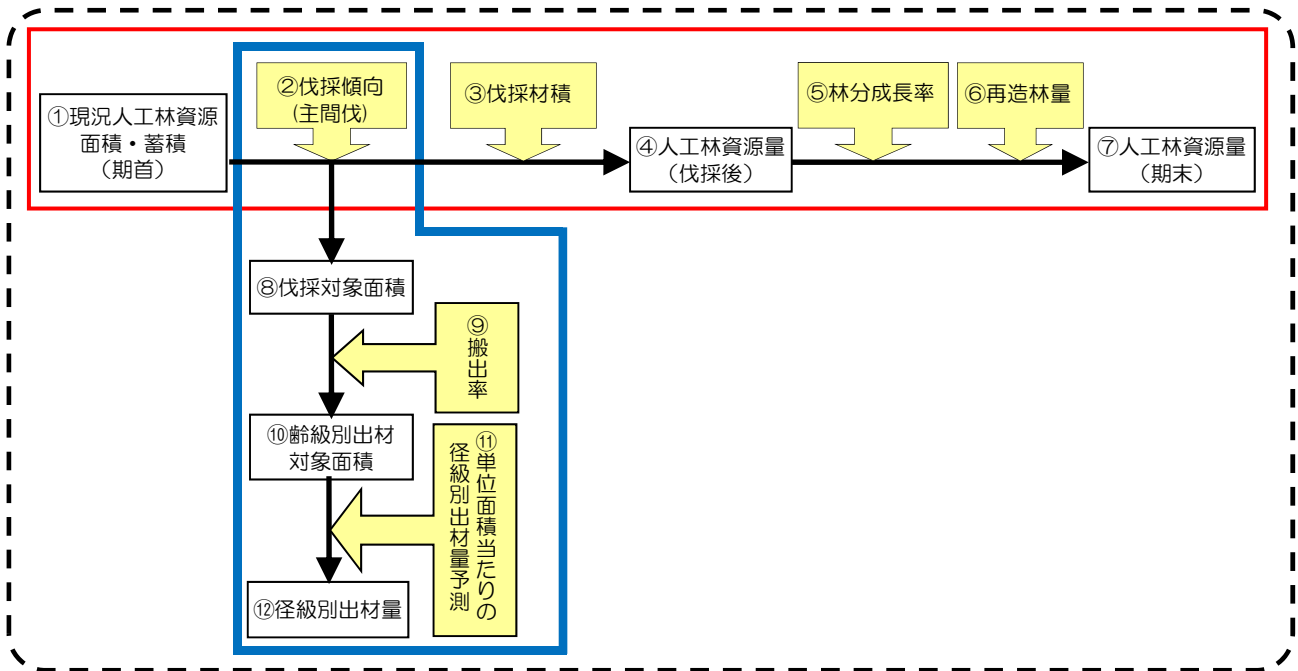 ①現況人工林資源
面積・蓄積
（期首）
②伐採傾向
(主間伐)
③伐採材積
④人工林資源量
（伐採後）
⑤林分成長率
⑥再造林量
⑦人工林資源量
（期末）
⑧伐採対象面積
⑨搬出率
⑩齢級別出材
対象面積
⑪単位面積当たりの
径級別出材量予測
⑫径級別出材量